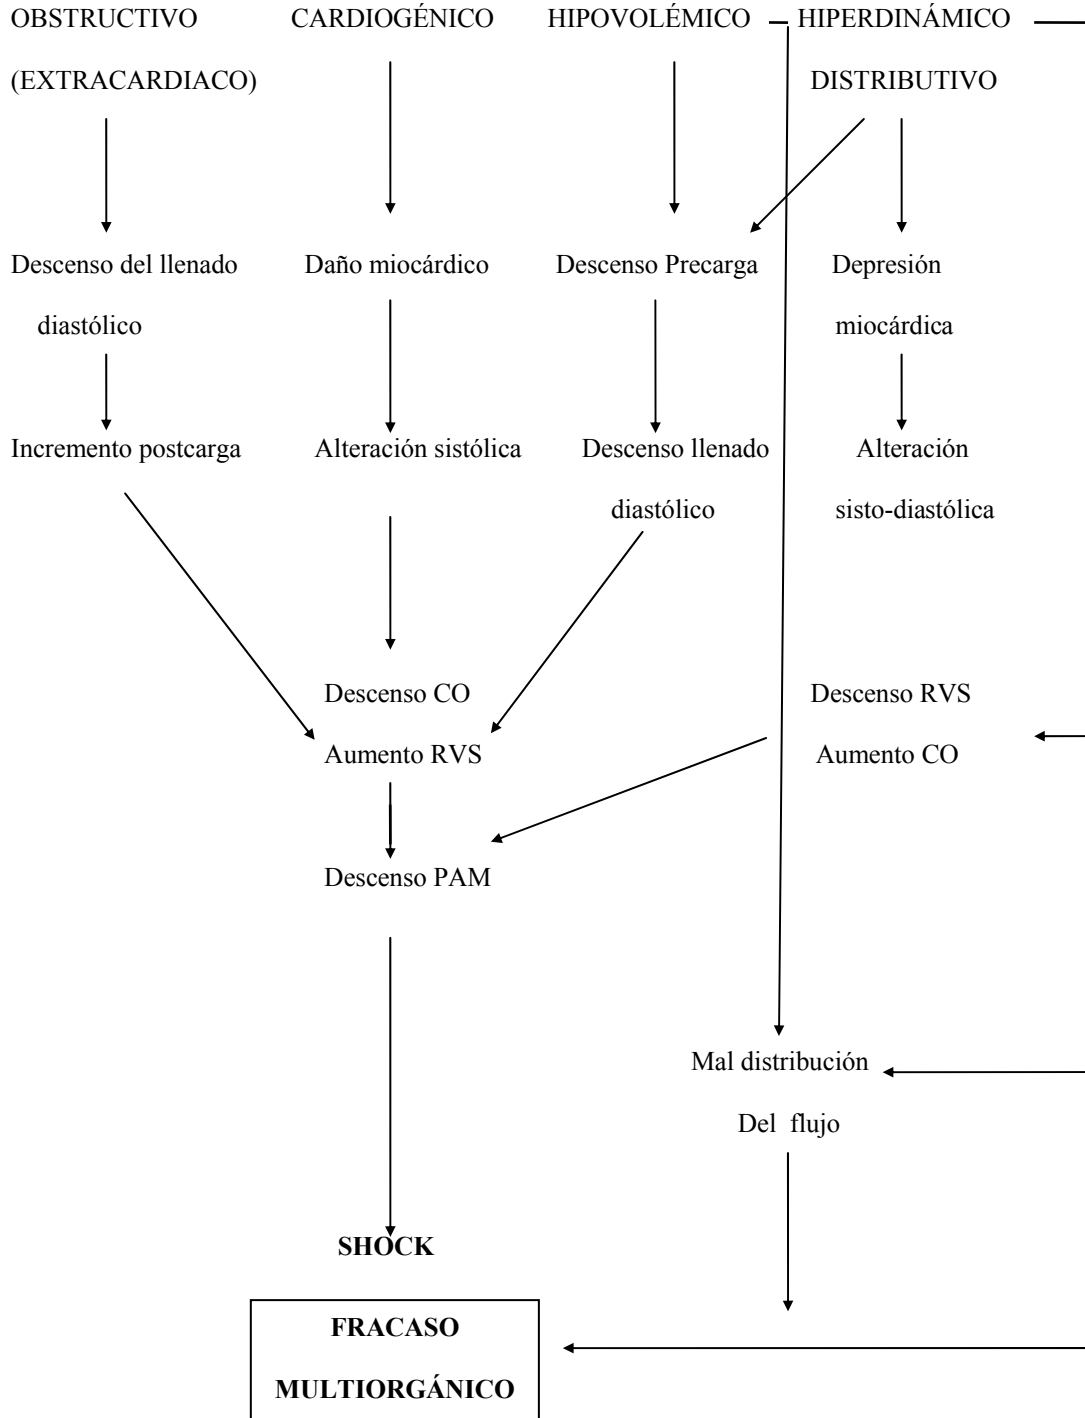 OBSTRUCTIVO CARDIOGÉNICO HIPOVOLÉMICO HIPERDINÁMICO
(EXTRACARDIACO) DISTRIBUTIVO
Descenso del llenado Daño miocárdico Descenso Precarga Depresión
diastólico miocárdica
Incremento postcarga Alteración sistólica Descenso llenado Alteración
diastólico sisto-diastólica
Descenso CO Descenso RVS
Aumento RVS Aumento CO
Descenso PAM
Mal distribución
Del flujo
SHOCK
FRACASO
MULTIORGÁNICO